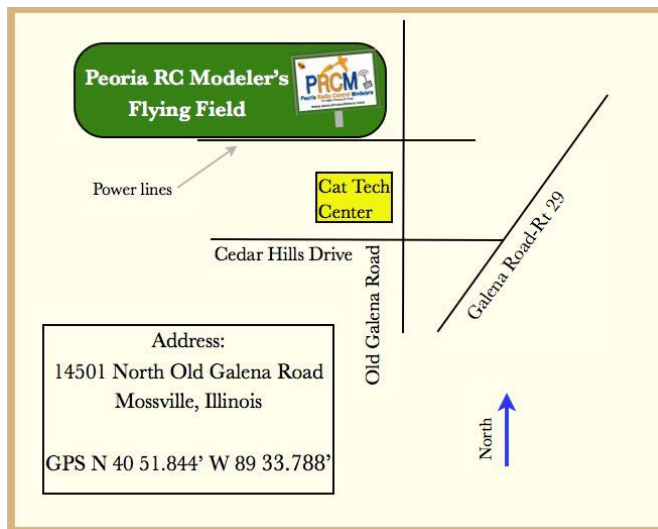 Peoria RC Modeler's
Flying Field
PRCM
Peoria Radio Control Modelers
Power lines
Cat Tech
Center
Cedar Hills Drive
Old Galena Road
Galena Road-Rt 29
Address:
14501 North Old Galena Road
Mossville, Illinois
GPS N 40 51.844' W 89 33.788'
North